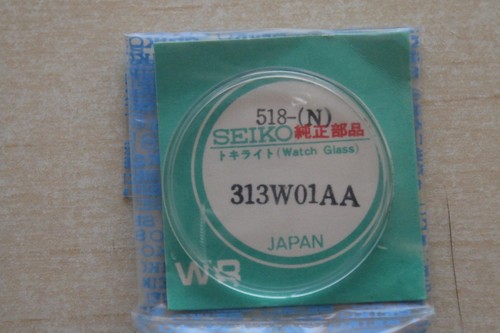 518-(N)
SEIKO 純正部品
トキライト(Watch Glass)
313W01AA
JAPAN
WR